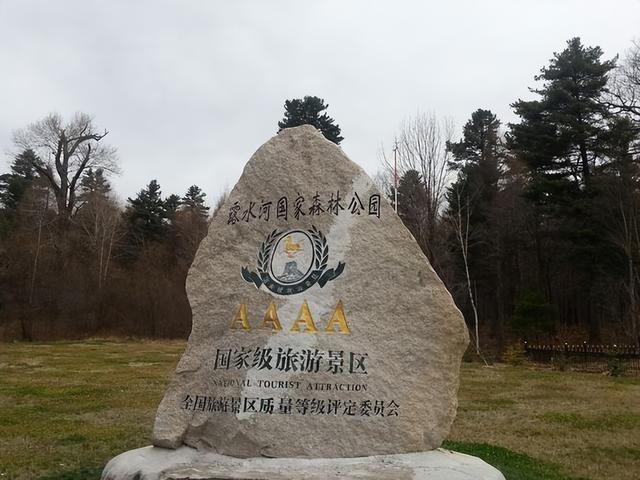 露水河国家森林公园
AAAA
国家级旅游景区
NATIONAL TOURIST ATTRACTION
全国旅游景区质量等级评定委员会